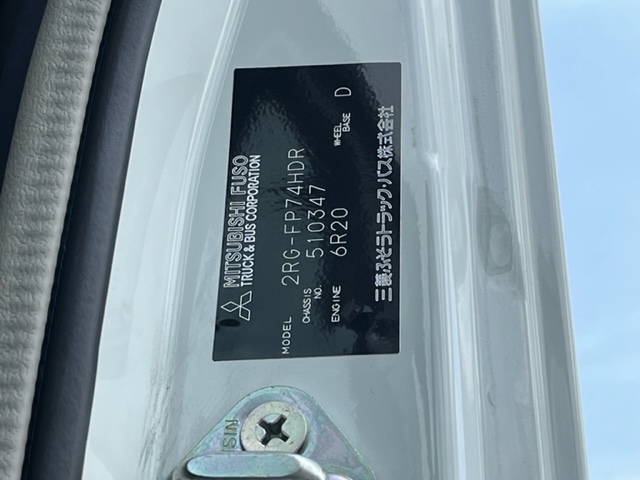 MITSUBISHI FUSO
TRUCK & BUS CORPORATION
MODEL 2RG-FP74HDR
CHASSIS NO. 510347
ENGINE 6R20 WHEEL BASE D
三菱ふそうトラック・バス株式会社
SIN